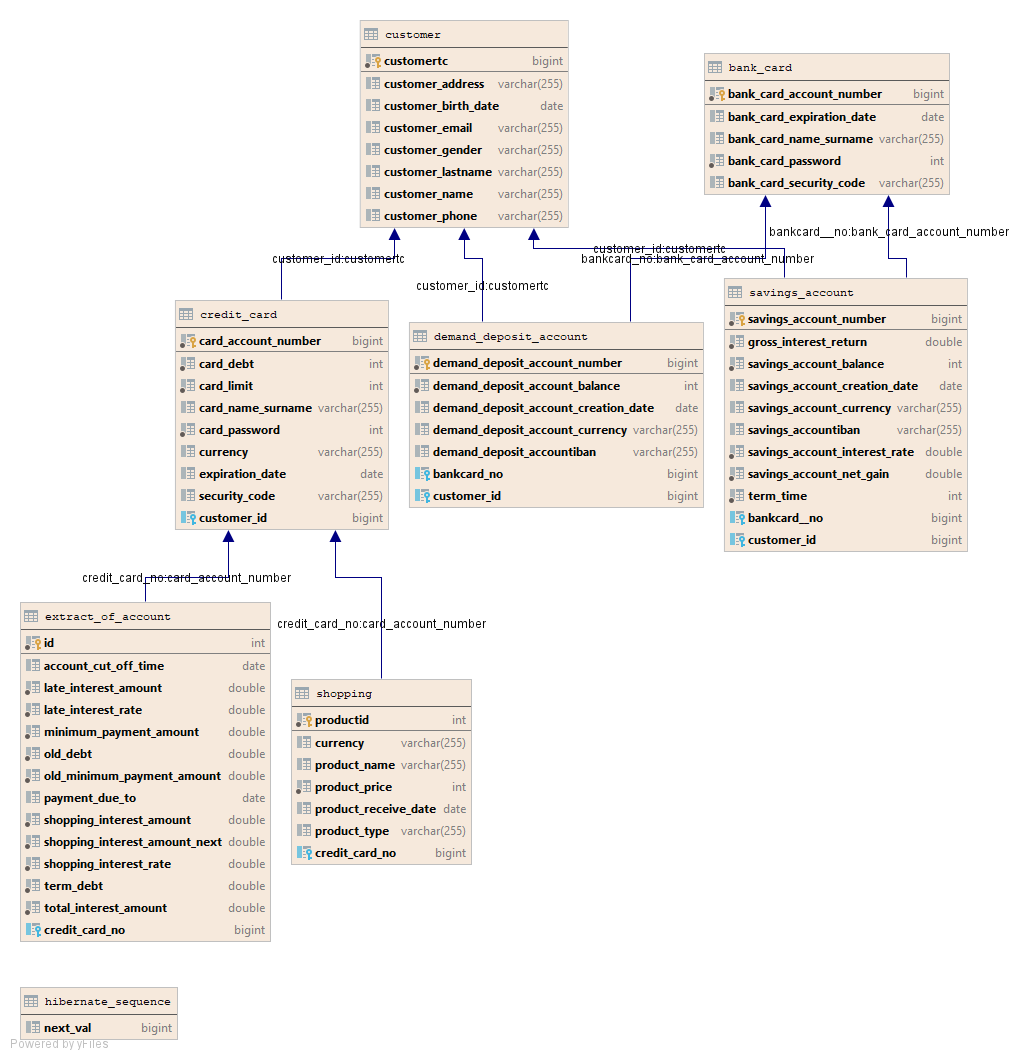 customer
customertc bigint
customer_address varchar(255)
customer_birth_date date
customer_email varchar(255)
customer_gender varchar(255)
customer_lastname varchar(255)
customer_name varchar(255)
customer_phone varchar(255)
bank_card
bank_card_account_number bigint
bank_card_expiration_date date
bank_card_name_surname varchar(255)
bank_card_password int
bank_card_security_code varchar(255)
bankcard__no:bank_card_account_number
customer_id:customertc
customer_id:customertc
bankcard_no:bank_card_account_number
customer_id:customertc
credit_card
card_account_number bigint
card_debt int
card_limit int
card_name_surname varchar(255)
card_password int
currency varchar(255)
expiration_date date
security_code varchar(255)
customer_id bigint
demand_deposit_account
demand_deposit_account_number bigint
demand_deposit_account_balance int
demand_deposit_account_creation_date date
demand_deposit_account_currency varchar(255)
demand_deposit_accountiban varchar(255)
bankcard_no bigint
customer_id bigint
savings_account
savings_account_number bigint
gross_interest_return double
savings_account_balance int
savings_account_creation_date date
savings_account_currency varchar(255)
savings_accountiban varchar(255)
savings_account_interest_rate double
savings_account_net_gain double
term_time int
bankcard__no bigint
customer_id bigint
credit_card_no:card_account_number
credit_card_no:card_account_number
extract_of_account
id int
account_cut_off_time date
late_interest_amount double
late_interest_rate double
minimum_payment_amount double
old_debt double
old_minimum_payment_amount double
payment_due_to date
shopping_interest_amount double
shopping_interest_amount_next double
shopping_interest_rate double
term_debt double
total_interest_amount double
credit_card_no bigint
shopping
productid int
currency varchar(255)
product_name varchar(255)
product_price int
product_receive_date date
product_type varchar(255)
credit_card_no bigint
hibernate_sequence
next_val bigint
Powered by yFiles